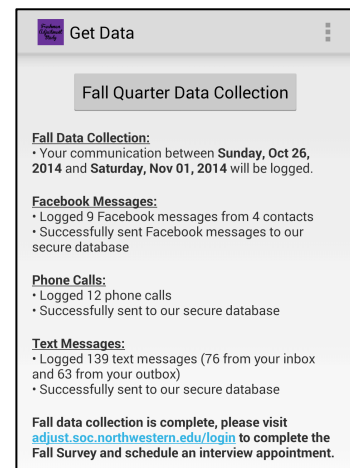 Freshman
Adjustment
Study
Get Data
Fall Quarter Data Collection
Fall Data Collection:
• Your communication between Sunday, Oct 26,
2014 and Saturday, Nov 01, 2014 will be logged.
Facebook Messages:
• Logged 9 Facebook messages from 4 contacts
• Successfully sent Facebook messages to our
secure database
Phone Calls:
• Logged 12 phone calls
• Successfully sent to our secure database
Text Messages:
• Logged 139 text messages (76 from your inbox
and 63 from your outbox)
• Successfully sent to our secure database
Fall data collection is complete, please visit
adjust.soc.northwestern.edu/login to complete the
Fall Survey and schedule an interview appointment.